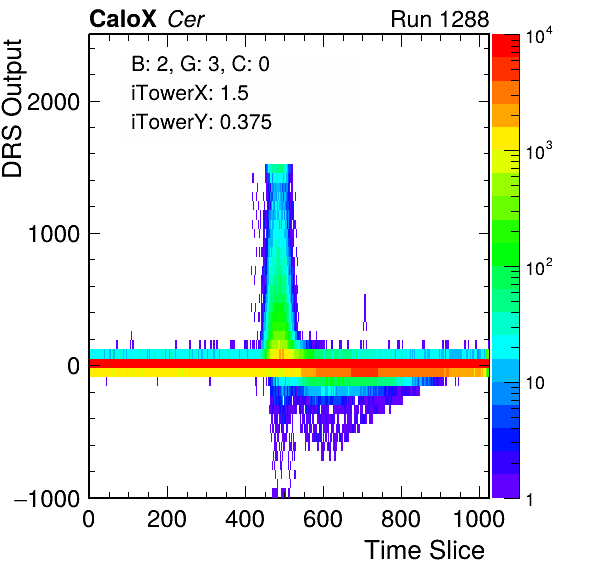 CaloX Cer Run 1288
B: 2, G: 3, C: 0
iTowerX: 1.5
iTowerY: 0.375
DRS Output
2000
1000
0
−1000
0 200 400 600 800 1000
Time Slice
10⁴
10³
10²
10
1